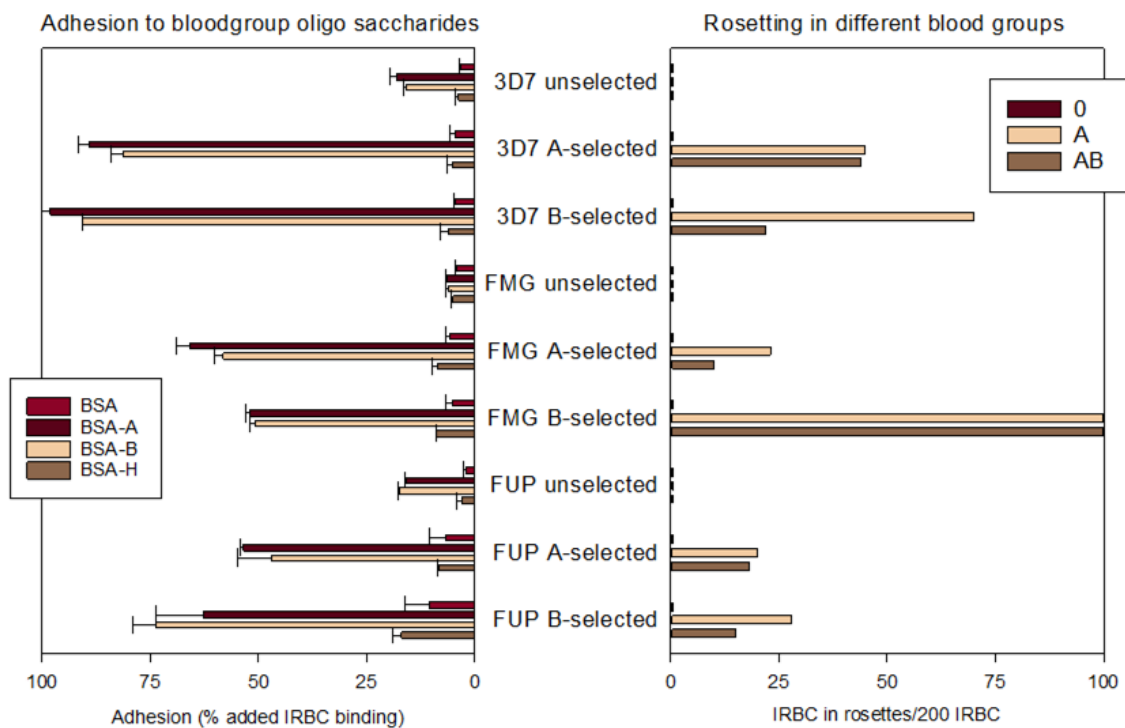 Adhesion to bloodgroup oligo saccharides
Rosetting in different blood groups
3D7 unselected
3D7 A-selected
3D7 B-selected
FMG unselected
FMG A-selected
FMG B-selected
FUP unselected
FUP A-selected
FUP B-selected
BSA
BSA-A
BSA-B
BSA-H
0
A
AB
100 75 50 25 0
0 25 50 75 100
Adhesion (% added IRBC binding)
IRBC in rosettes/200 IRBC